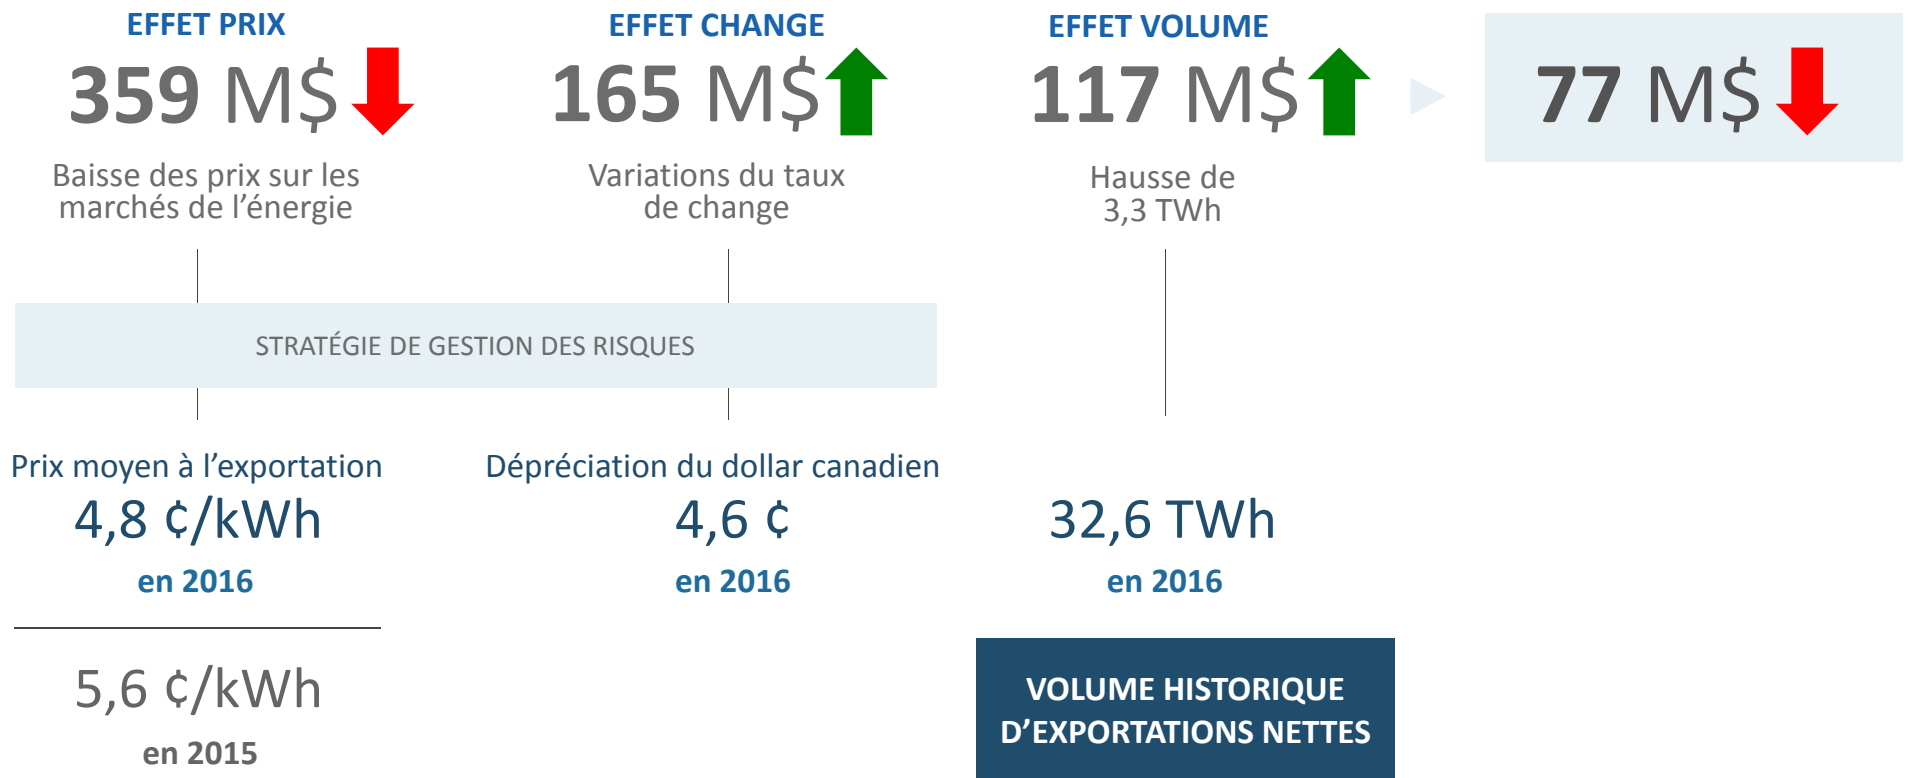 EFFET PRIX
359 M$
Baisse des prix sur les
marchés de l’énergie
EFFET CHANGE
165 M$
Variations du taux
de change
EFFET VOLUME
117 M$
Hausse de
3,3 TWh
77 M$
STRATÉGIE DE GESTION DES RISQUES
Prix moyen à l’exportation
4,8 ¢/kWh
en 2016
5,6 ¢/kWh
en 2015
Dépréciation du dollar canadien
4,6 ¢
en 2016
32,6 TWh
en 2016
VOLUME HISTORIQUE
D’EXPORTATIONS NETTES